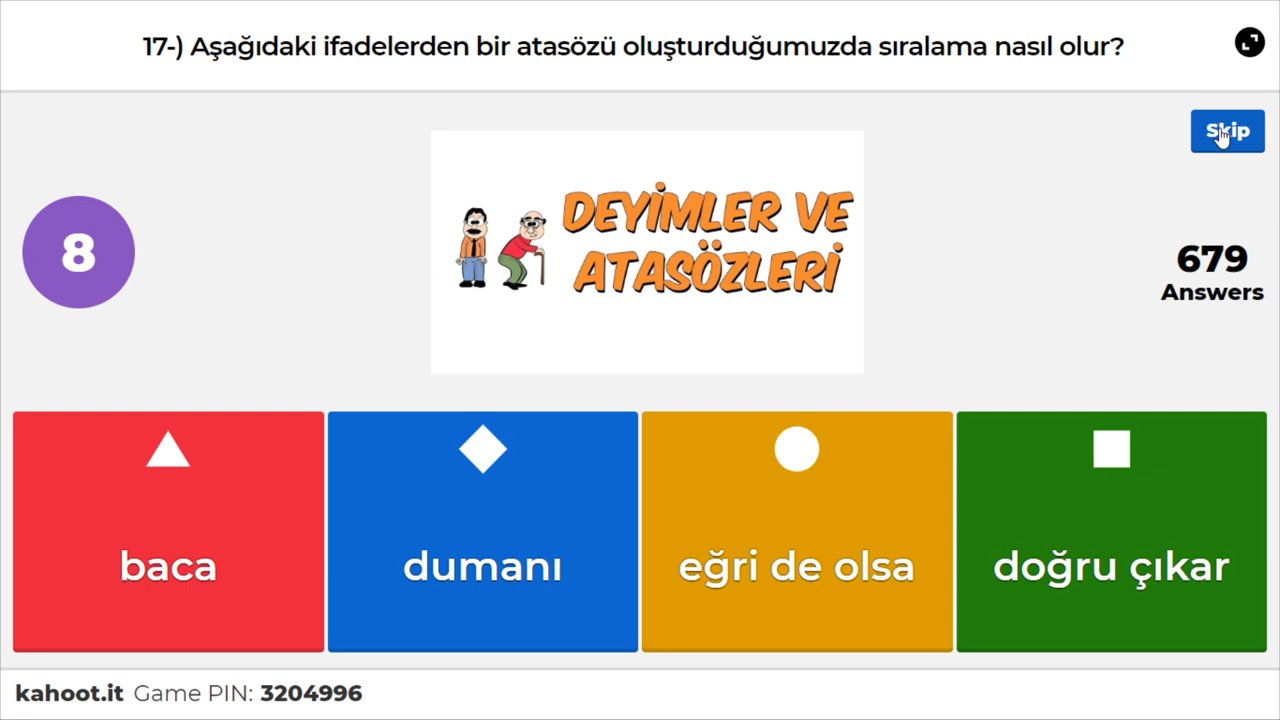 17-) Aşağıdaki ifadelerden bir atasözü oluşturduğumuzda sıralama nasıl olur?
Skip
8
DEYİMLER VE
ATASÖZLERİ
679
Answers
baca
dumanı
eğri de olsa
doğru çıkar
kahoot.it Game PIN: 3204996